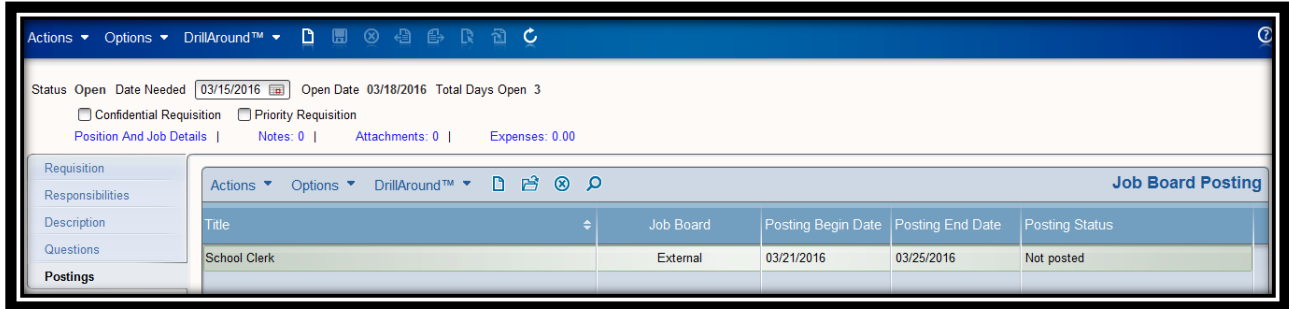 Actions Options DrillAround™
Status Open Date Needed 03/15/2016 Open Date 03/18/2016 Total Days Open 3
Confidential Requisition Priority Requisition
Position And Job Details | Notes: 0 | Attachments: 0 | Expenses: 0.00
Requisition
Responsibilities
Description
Questions
Postings
Actions Options DrillAround™ Job Board Posting
Title Job Board Posting Begin Date Posting End Date Posting Status
School Clerk External 03/21/2016 03/25/2016 Not posted